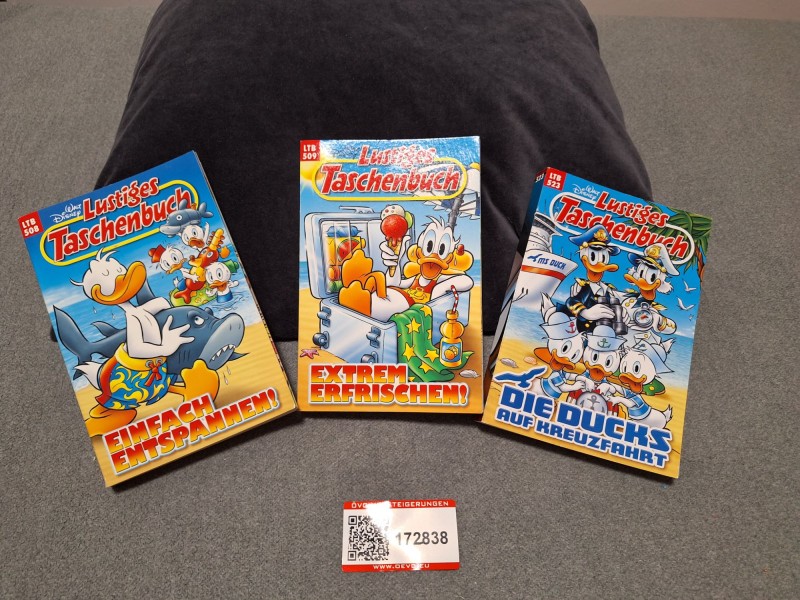 LTB
508
Walt
Disney
Lustiges
Taschenbuch
EINFACH
ENTSPANNEN!
LTB
509
Lustiges
Taschenbuch
EXTREM
ERFRISCHEN!
523
LTB
523
Walt
Disney
Lustiges
Taschenbuch
MS DUCK
DIE DUCKS
AUF KREUZFAHRT
172838